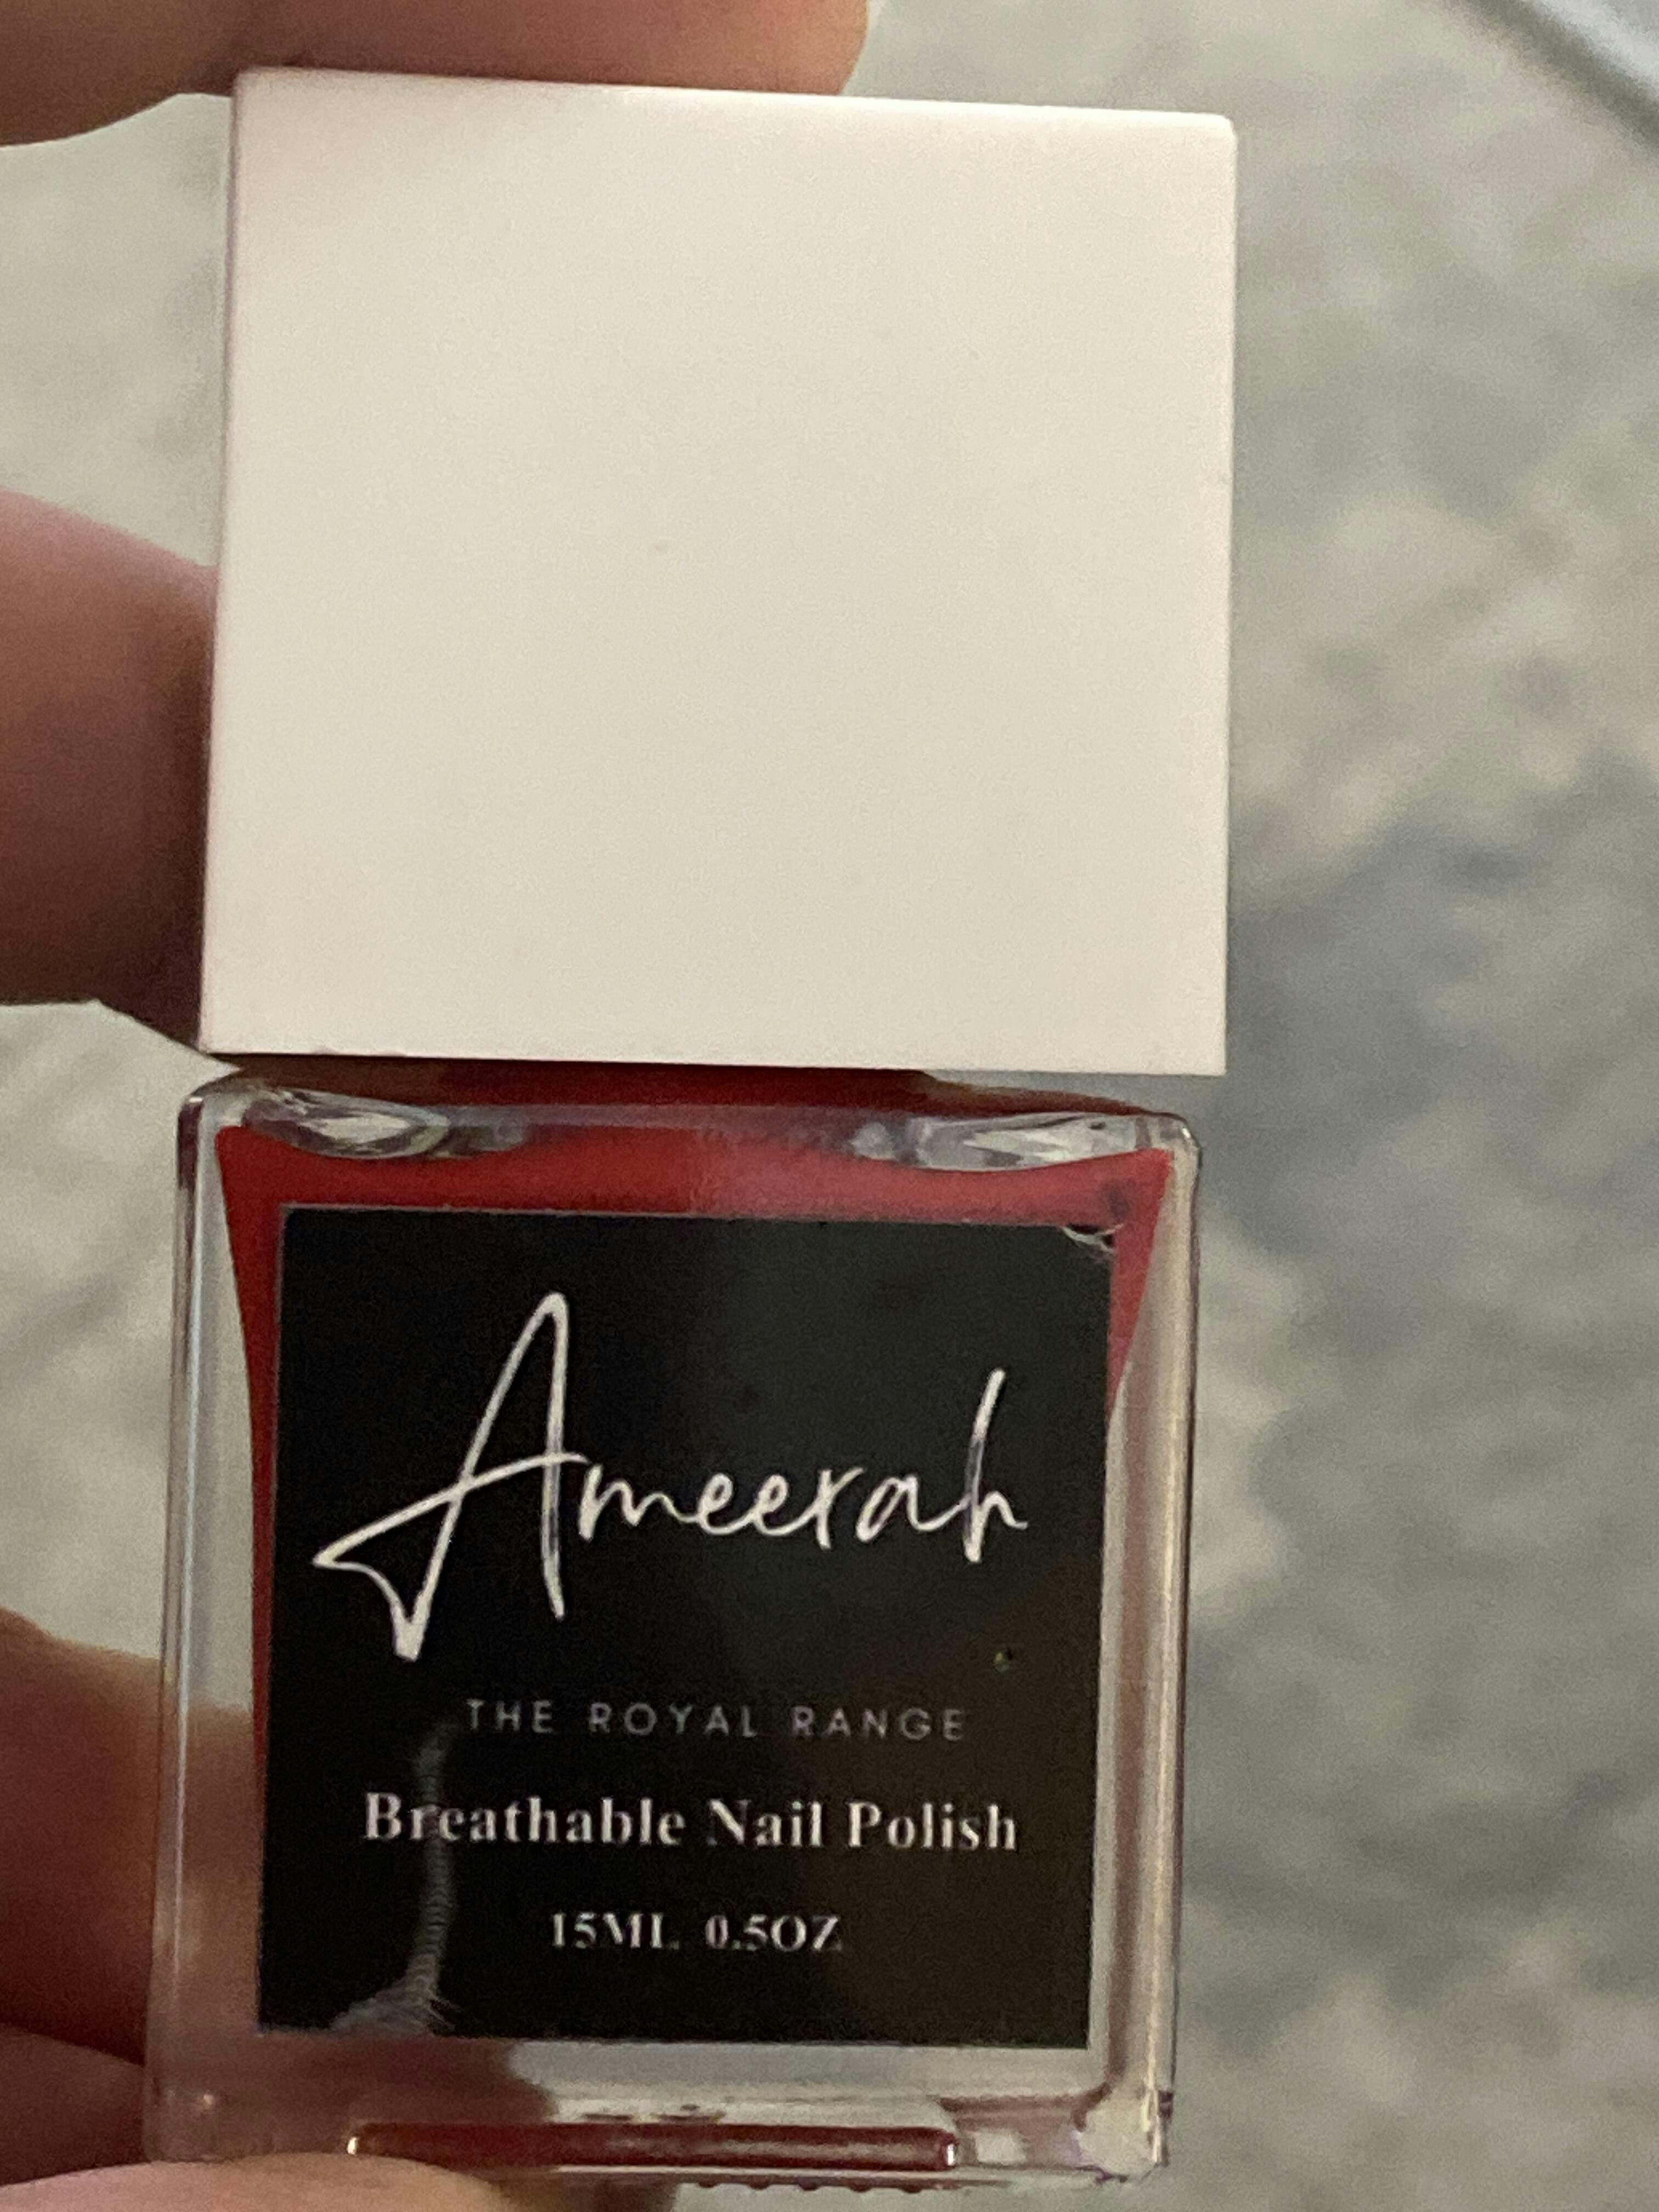 Ameerah
THE ROYAL RANGE
Breathable Nail Polish
15ML 0.5OZ